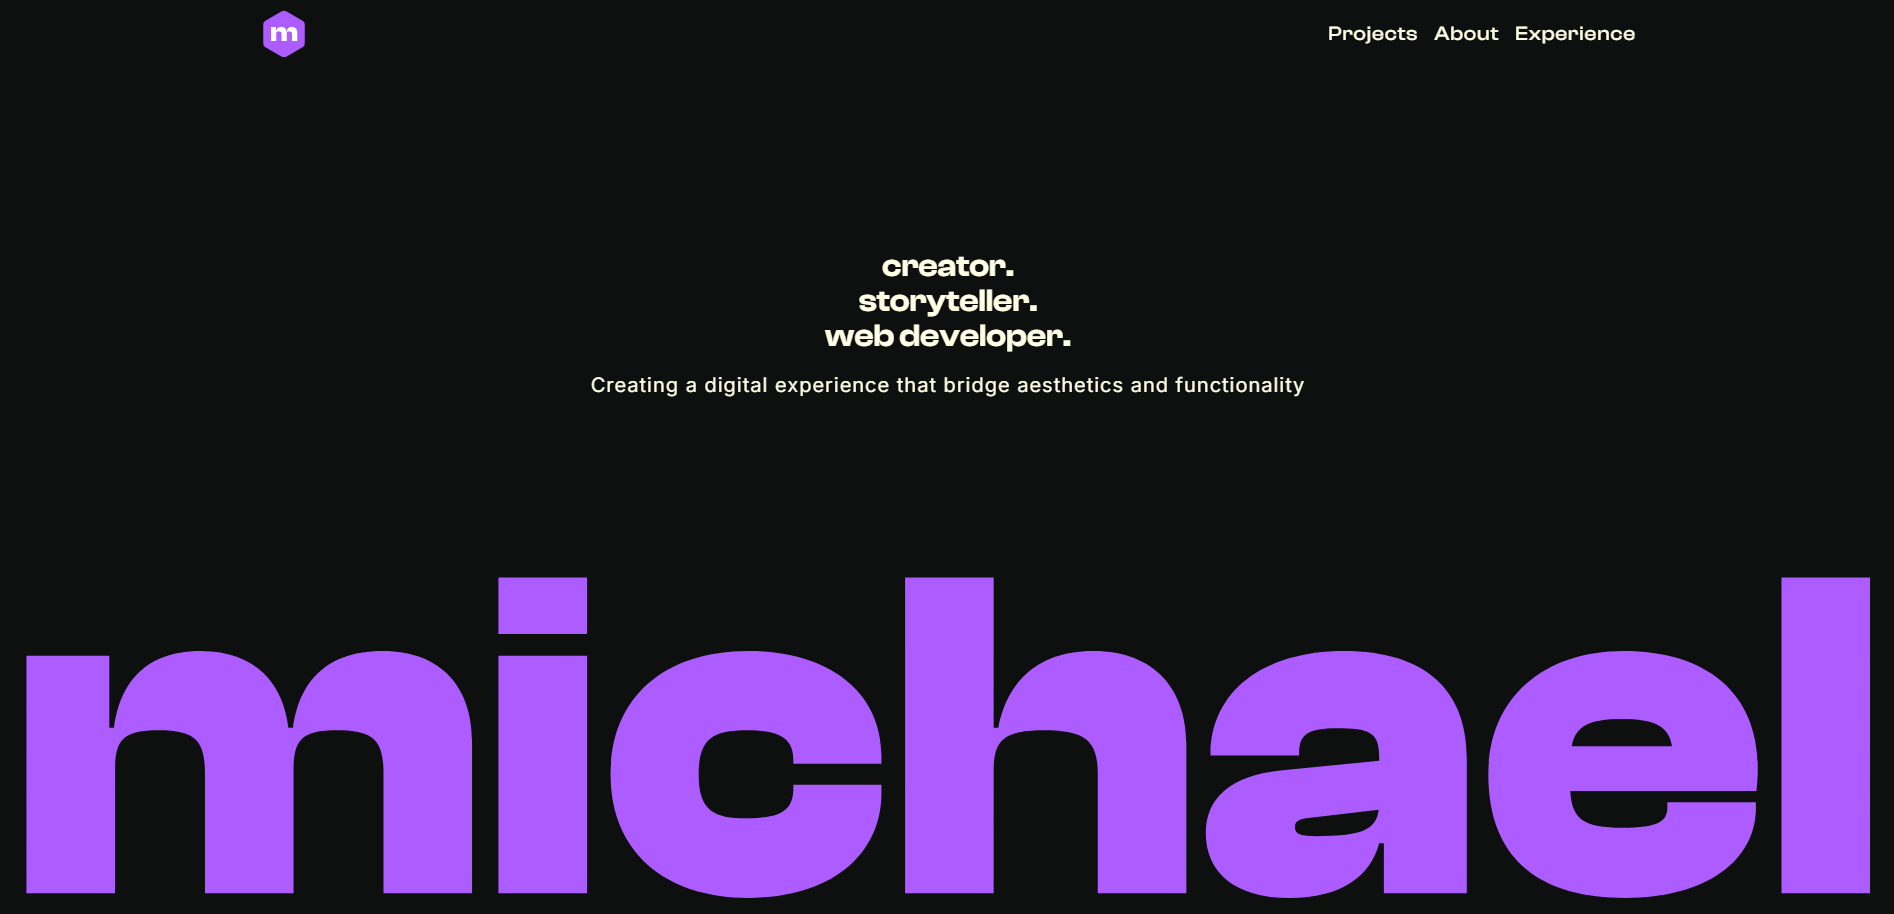 m
Projects About Experience
creator.
storyteller.
web developer.
Creating a digital experience that bridge aesthetics and functionality
michael